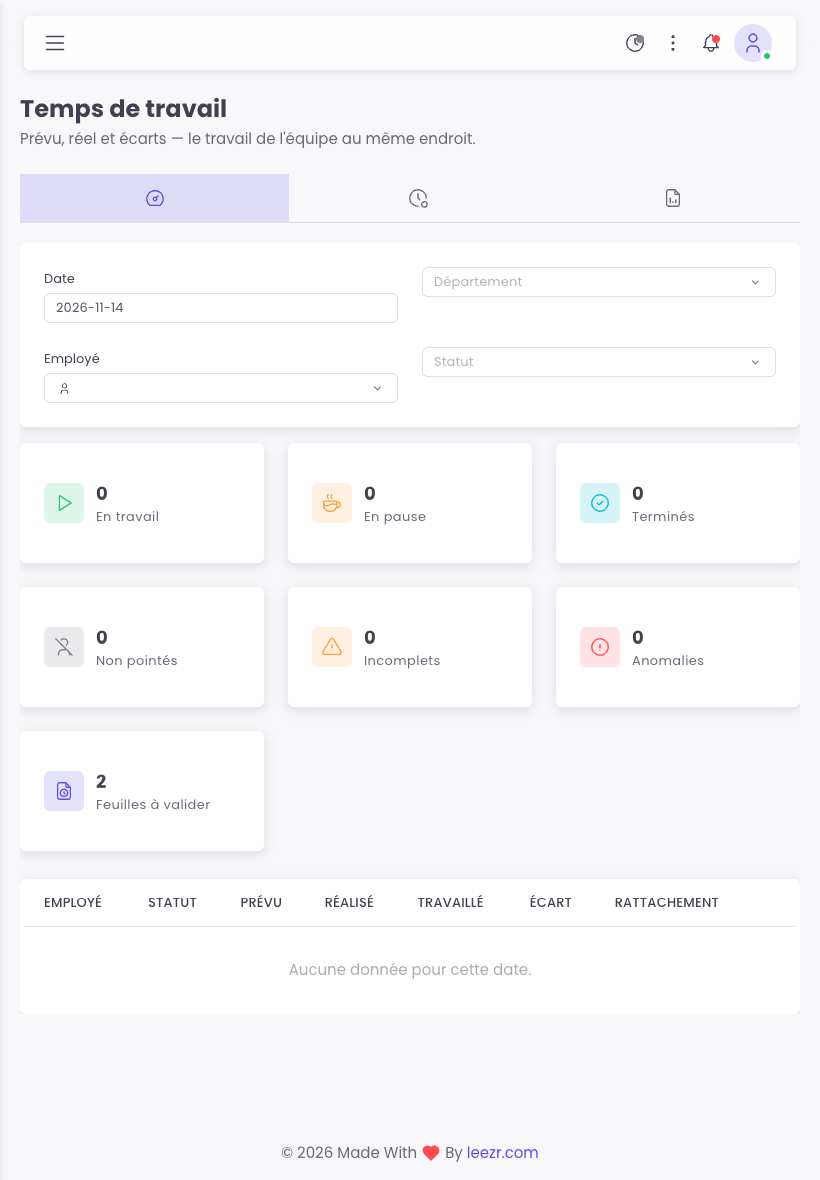 Temps de travail
Prévu, réel et écarts — le travail de l'équipe au même endroit.
Date
2026-11-14
Département
Employé
Statut
0
En travail
0
En pause
0
Terminés
0
Non pointés
0
Incomplets
0
Anomalies
2
Feuilles à valider
EMPLOYÉ STATUT PRÉVU RÉALISÉ TRAVAILLÉ ÉCART RATTACHEMENT
Aucune donnée pour cette date.
© 2026 Made With By leezr.com